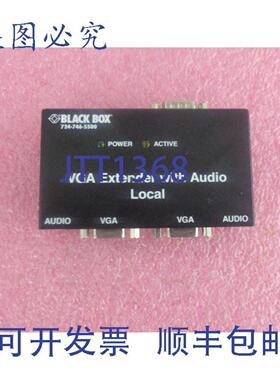 是图必究
BLACK BOX
724-746-5500
POWER ACTIVE
JTT1368
VGA Extender with Audio
Local
AUDIO VGA VGA AUDIO
可开发票 顺丰包邮